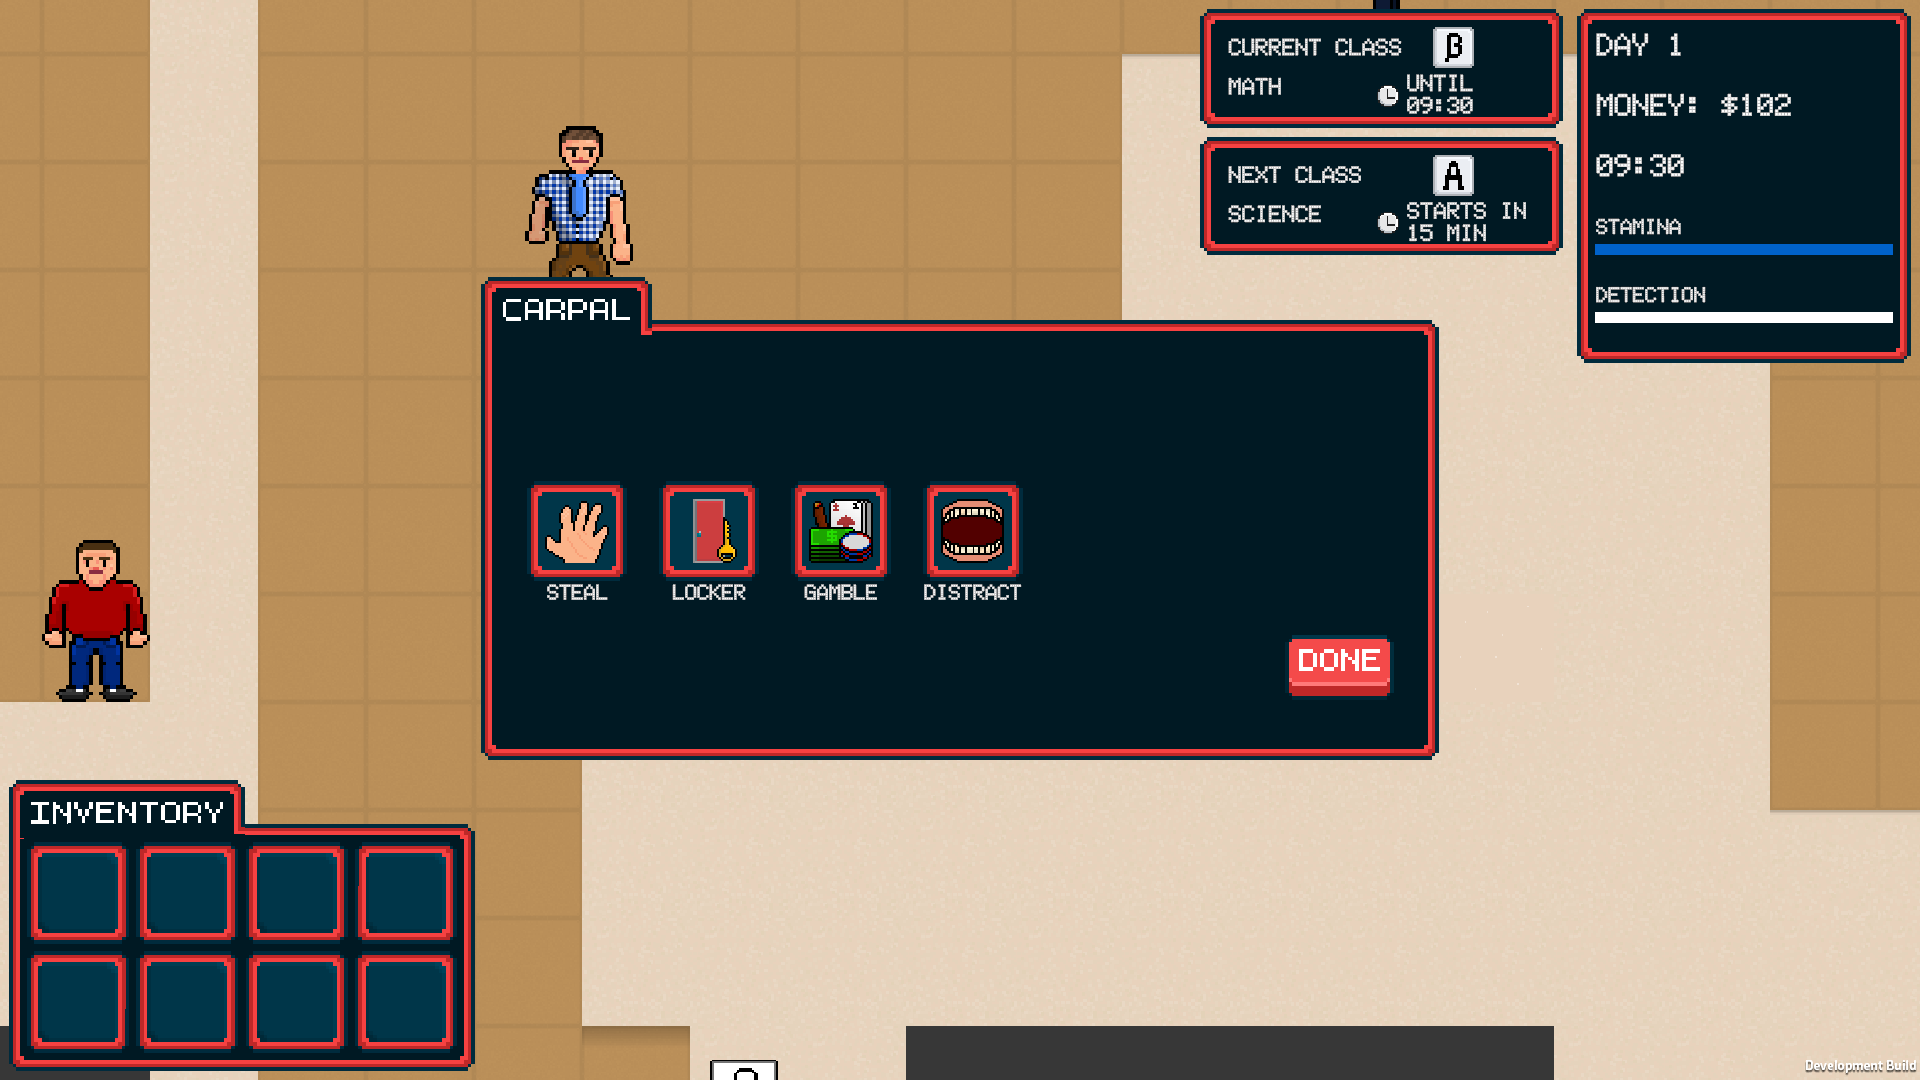 CURRENT CLASS β
MATH
UNTIL
09:30
NEXT CLASS A
SCIENCE
STARTS IN
15 MIN
DAY 1
MONEY: $102
09:30
STAMINA
DETECTION
CARPAL
STEAL LOCKER GAMBLE DISTRACT
DONE
INVENTORY
Development Build